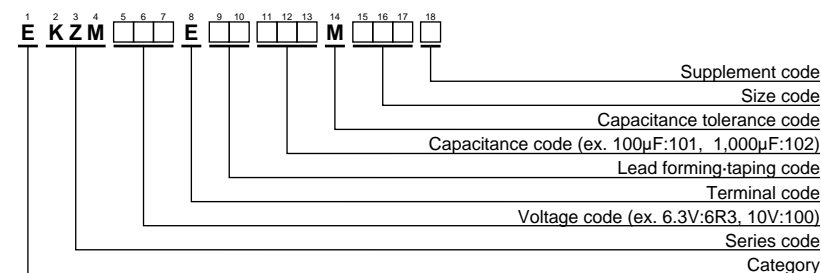 1 2 3 4 5 6 7 8 9 10 11 12 13 14 15 16 17 18
E K Z M □□□ E □□ □□□ M □□□ □
Supplement code
Size code
Capacitance tolerance code
Capacitance code (ex. 100µF:101, 1,000µF:102)
Lead forming·taping code
Terminal code
Voltage code (ex. 6.3V:6R3, 10V:100)
Series code
Category